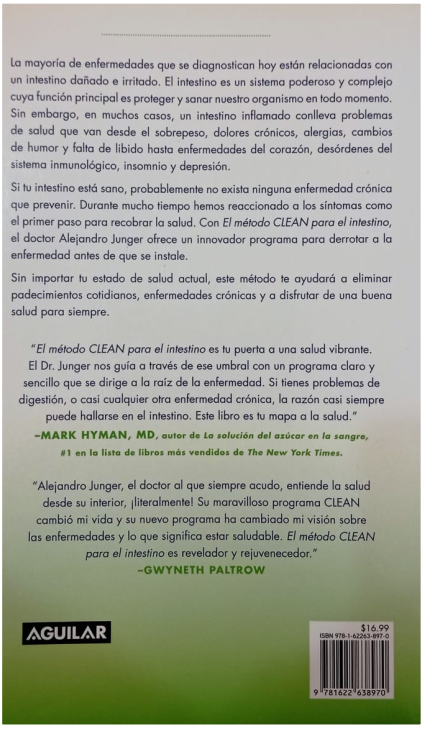 La mayoría de enfermedades que se diagnostican hoy están relacionadas
con un intestino dañado e irritado. El intestino es un sistema poderoso y complejo
cuya función principal es proteger y sanar nuestro organismo en todo momento.
Sin embargo, en muchos casos, un intestino inflamado conlleva problemas
de salud que van desde el sobrepeso, dolores crónicos, alergias, cambios
de humor y falta de libido hasta enfermedades del corazón, desórdenes del
sistema inmunológico, insomnio y depresión.
Si tu intestino está sano, probablemente no exista ninguna enfermedad crónica
que prevenir. Durante mucho tiempo hemos reaccionado a los síntomas como
el primer paso para recobrar la salud. Con El método CLEAN para el intestino,
el doctor Alejandro Junger ofrece un innovador programa para derrotar a la
enfermedad antes de que se instale.
Sin importar tu estado de salud actual, este método te ayudará a eliminar
padecimientos cotidianos, enfermedades crónicas y a disfrutar de una buena
salud para siempre.
“El método CLEAN para el intestino es tu puerta a una salud vibrante.
El Dr. Junger nos guía a través de ese umbral con un programa claro y
sencillo que se dirige a la raíz de la enfermedad. Si tienes problemas de
digestión, o casi cualquier otra enfermedad crónica, la razón casi siempre
puede hallarse en el intestino. Este libro es tu mapa a la salud.”
–MARK HYMAN, MD, autor de La solución del azúcar en la sangre,
#1 en la lista de libros más vendidos de The New York Times.
“Alejandro Junger, el doctor al que siempre acudo, entiende la salud
desde su interior, ¡literalmente! Su maravilloso programa CLEAN
cambió mi vida y su nuevo programa ha cambiado mi visión sobre
las enfermedades y lo que significa estar saludable. El método CLEAN
para el intestino es revelador y rejuvenecedor.”
–GWYNETH PALTROW
AGUILAR
$16.99
ISBN 978-1-62263-897-0
9 781622 638970